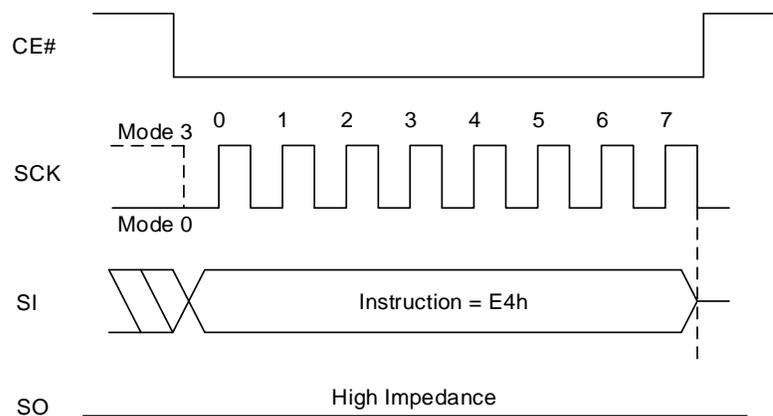 CE#
0 1 2 3 4 5 6 7
Mode 3
SCK
Mode 0
SI
Instruction = E4h
High Impedance
SO